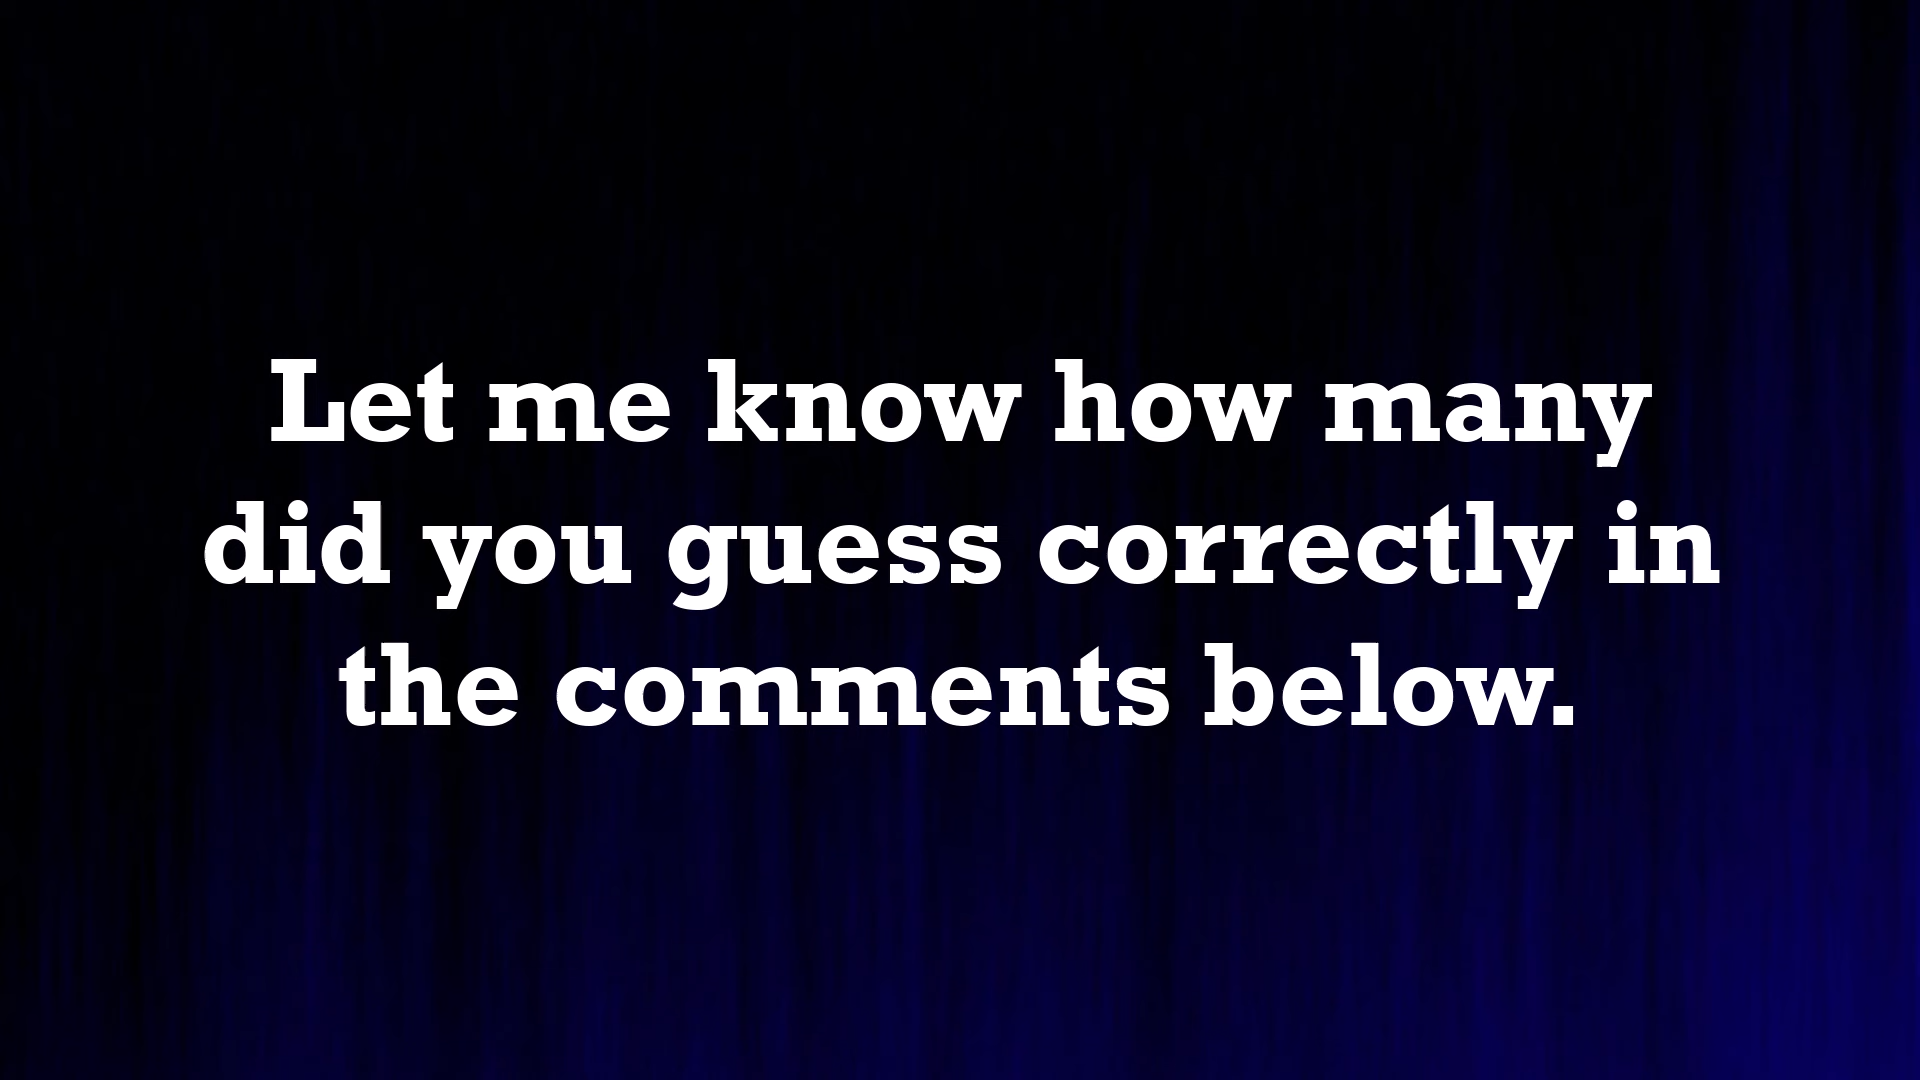 Let me know how many
did you guess correctly in
the comments below.